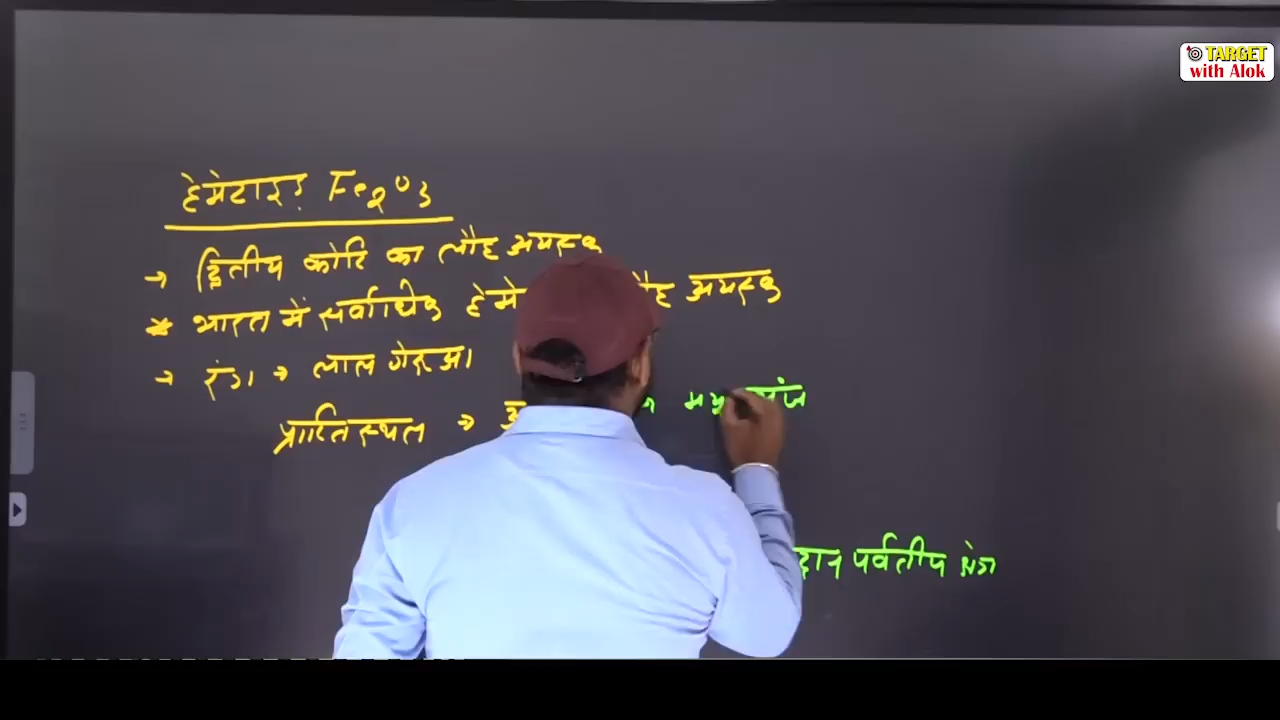 TARGET
with Alok
हेमेटाइट Fe2O3
→ द्वितीय कोटि का लौह अयस्क
* भारत में सर्वाधिक अयस्क
→ रंग → लाल गेरूआ
प्राप्तिस्थल →
पर्वतीय क्षेत्र